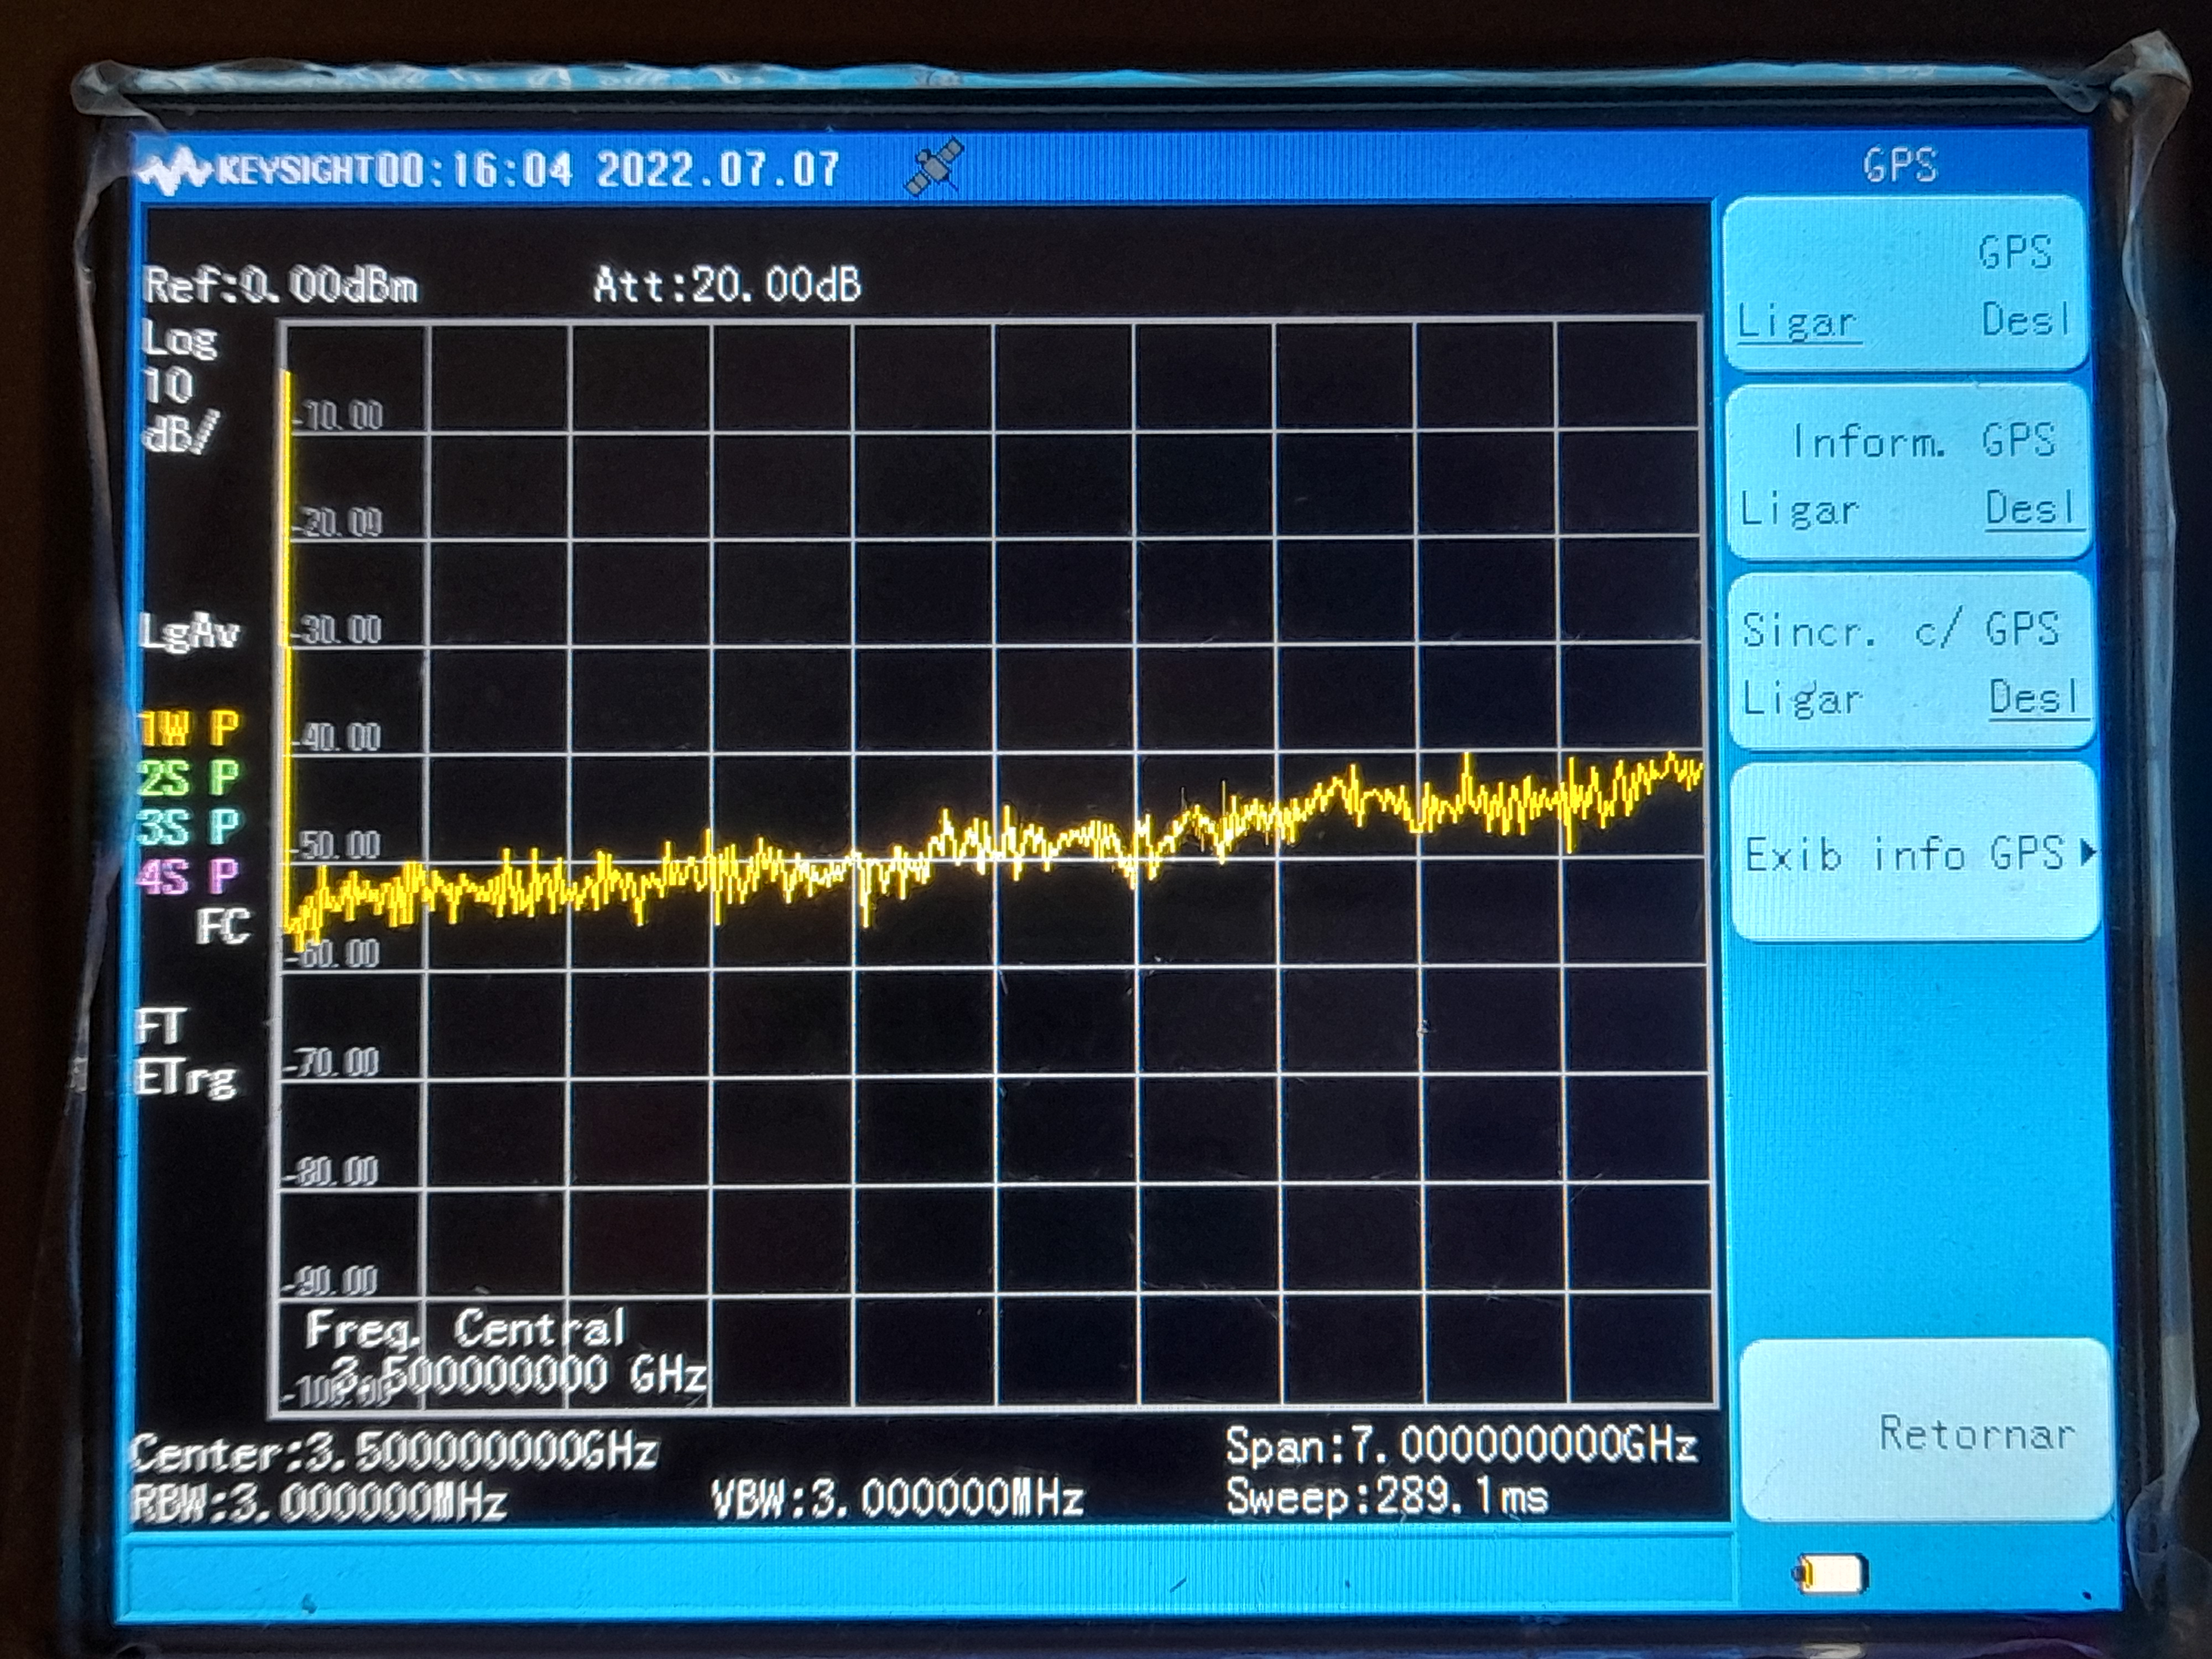 KEYSIGHT 00:16:04 2022.07.07
GPS
Ref:0.00dBm Att:20.00dB
Log
10
dB/
LgAv
1W P
2S P
3S P
4S P
FC
FT
ETrg
-10.00
-20.00
-30.00
-40.00
-50.00
-60.00
-70.00
-80.00
-90.00
-100.00
Freq. Central
3.500000000 GHz
Center:3.500000000GHz Span:7.000000000GHz
RBW:3.000000MHz VBW:3.000000MHz Sweep:289.1ms
GPS
Ligar Desl
Inform. GPS
Ligar Desl
Sincr. c/ GPS
Ligar Desl
Exib info GPS
Retornar